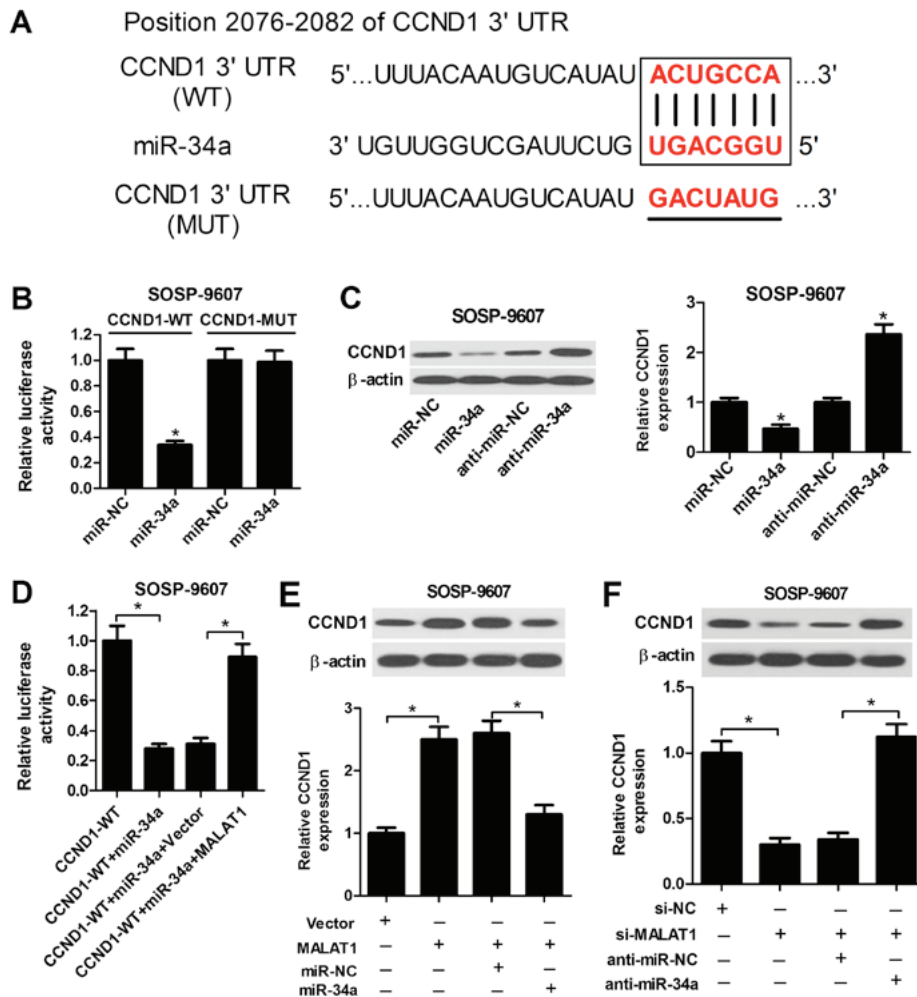 A
Position 2076-2082 of CCND1 3' UTR
CCND1 3' UTR
(WT)
5'...UUUACAAUGUCAUAU ACUGCCA ...3'
miR-34a
3' UGUUGGUCGAUUCUG UGACGGU 5'
CCND1 3' UTR
(MUT)
5'...UUUACAAUGUCAUAU GACUAUG ...3'
B
SOSP-9607
CCND1-WT CCND1-MUT
Relative luciferase
activity
1.2
1.0
0.8
0.6
0.4
0.2
0.0
*
miR-NC
miR-34a
miR-NC
miR-34a
C
SOSP-9607
CCND1
β-actin
miR-NC
miR-34a
anti-miR-NC
anti-miR-34a
SOSP-9607
Relative CCND1
expression
3
2
1
0
*
*
miR-NC
miR-34a
anti-miR-NC
anti-miR-34a
D
SOSP-9607
Relative luciferase
activity
1.2
1.0
0.8
0.6
0.4
0.2
0.0
*
*
CCND1-WT
CCND1-WT+miR-34a
CCND1-WT+miR-34a+Vector
CCND1-WT+miR-34a+MALAT1
E
SOSP-9607
CCND1
β-actin
Relative CCND1
expression
3
2
1
0
*
*
Vector + – – –
MALAT1 – + + +
miR-NC – – + –
miR-34a – – – +
F
SOSP-9607
CCND1
β-actin
Relative CCND1
expression
1.5
1.0
0.5
0.0
*
*
si-NC + – – –
si-MALAT1 – + + +
anti-miR-NC – – + –
anti-miR-34a – – – +